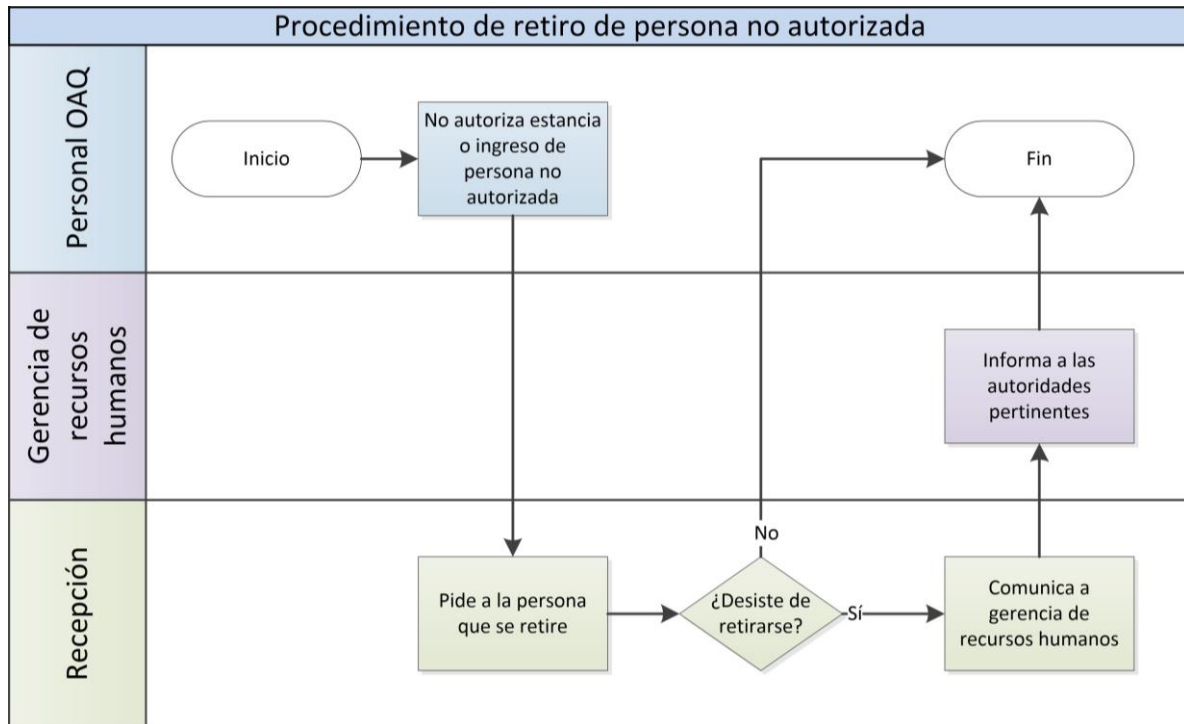 Procedimiento de retiro de persona no autorizada
Personal OAQ
Inicio
No autoriza estancia
o ingreso de
persona no
autorizada
Fin
Gerencia de
recursos
humanos
Informa a las
autoridades
pertinentes
Recepción
Pide a la persona
que se retire
No
¿Desiste de
retirarse?
Sí
Comunica a
gerencia de
recursos humanos